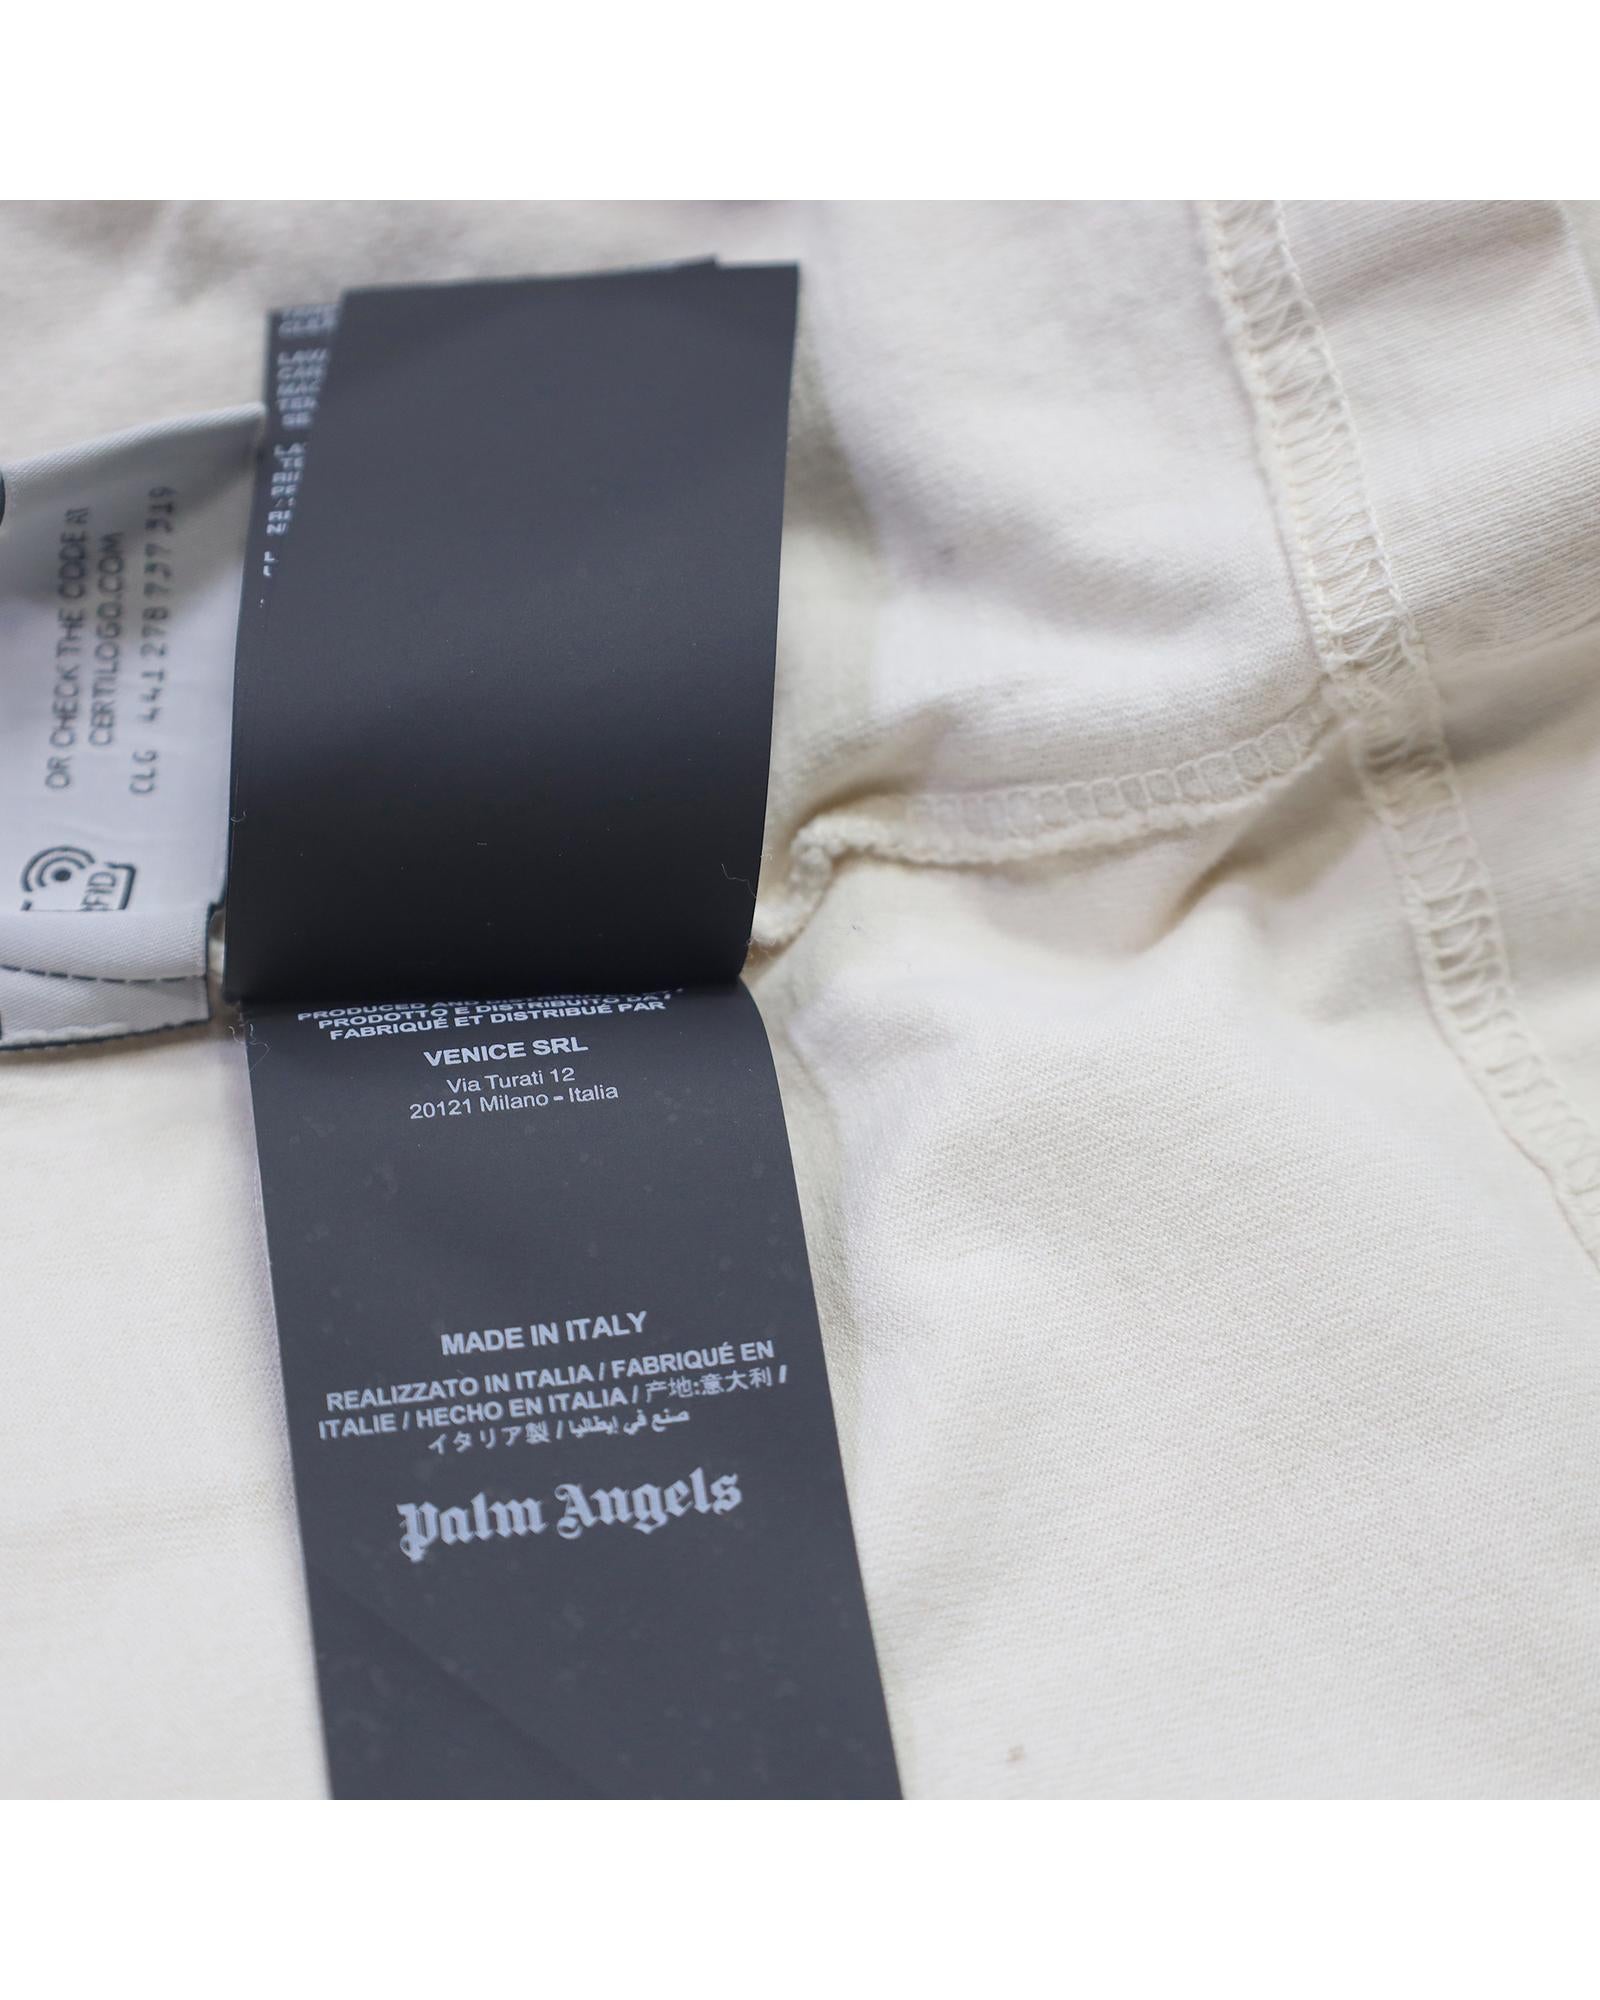 OR CHECK THE CODE AT
CERTILOGO.COM
CLG 441 278 737 319
RFID
PRODUCED AND DISTRIBUTED BY /
PRODOTTO E DISTRIBUITO DA /
FABRIQUÉ ET DISTRIBUÉ PAR
VENICE SRL
Via Turati 12
20121 Milano - Italia
MADE IN ITALY
REALIZZATO IN ITALIA / FABRIQUÉ EN
ITALIE / HECHO EN ITALIA / 产地:意大利 /
イタリア製 / صنع في إيطاليا
Palm Angels